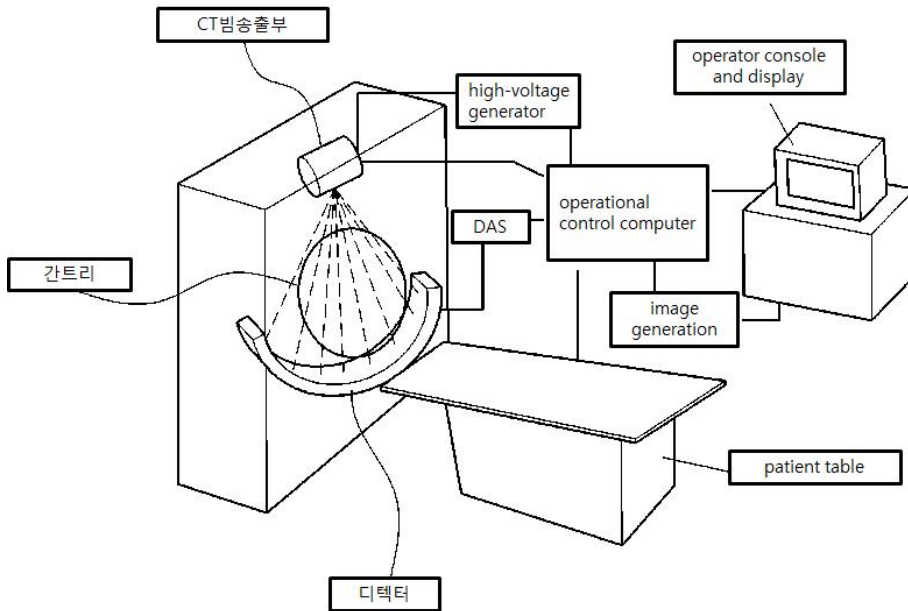 CT빔송출부
operator console
and display
high-voltage
generator
operational
control computer
DAS
간트리
image
generation
patient table
디텍터